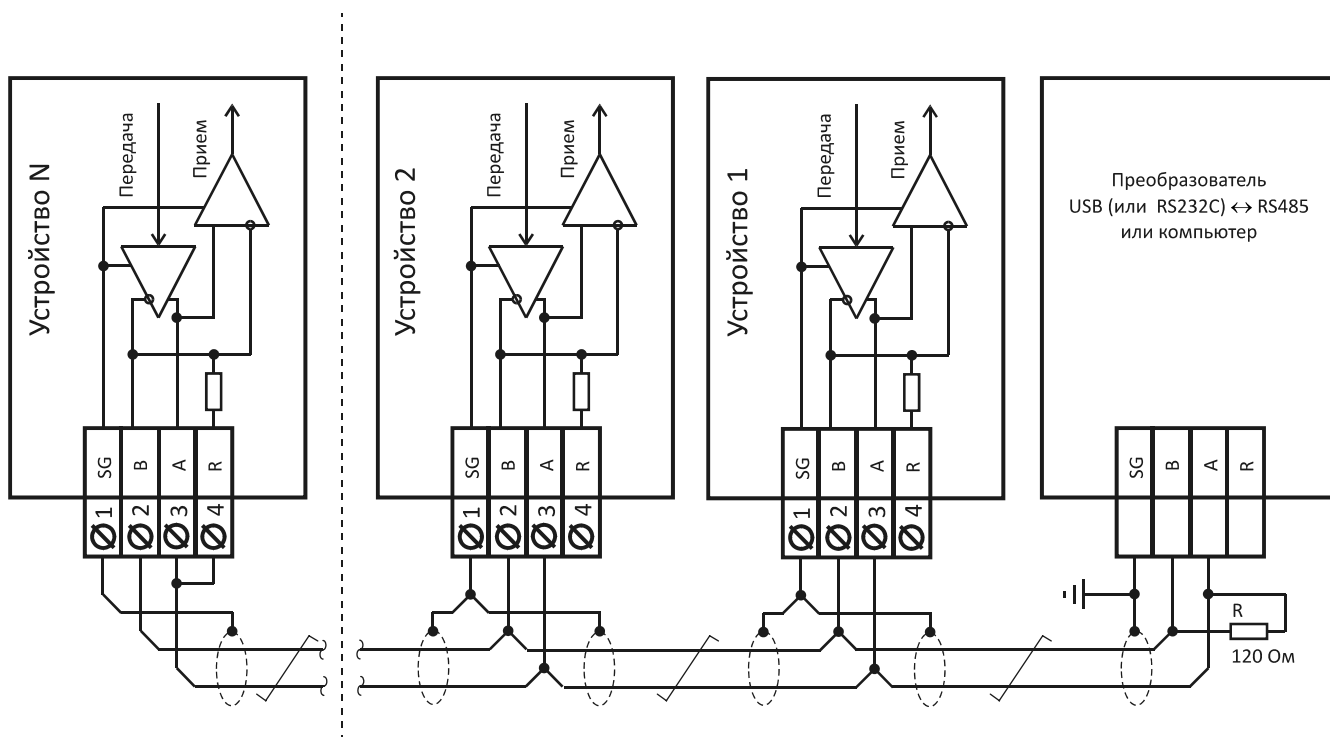 Устройство N
Передача
Прием
SG
B
A
R
1
2
3
4
Устройство 2
Передача
Прием
SG
B
A
R
1
2
3
4
Устройство 1
Передача
Прием
SG
B
A
R
1
2
3
4
Преобразователь
USB (или RS232C) ↔ RS485
или компьютер
SG
B
A
R
R
120 Ом